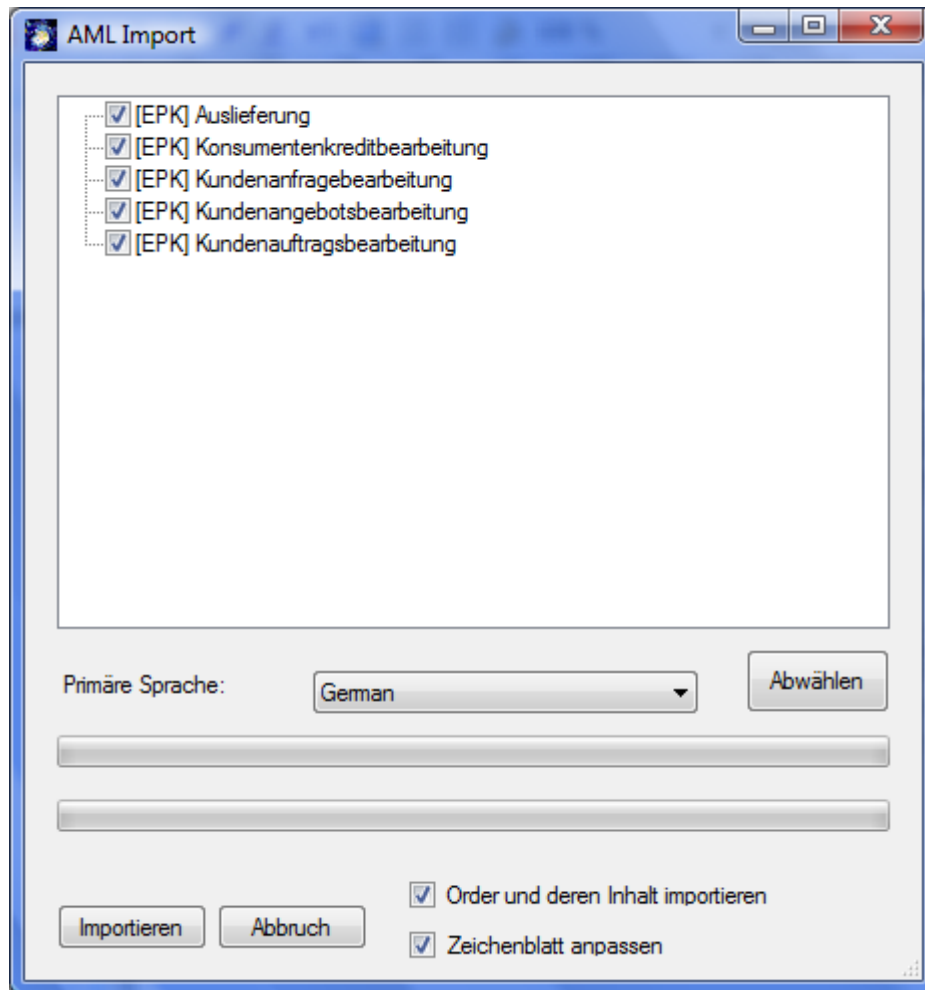 AML Import
[EPK] Auslieferung
[EPK] Konsumentenkreditbearbeitung
[EPK] Kundenanfragebearbeitung
[EPK] Kundenangebotsbearbeitung
[EPK] Kundenauftragsbearbeitung
Primäre Sprache:
German
Abwählen
Order und deren Inhalt importieren
Importieren
Abbruch
Zeichenblatt anpassen